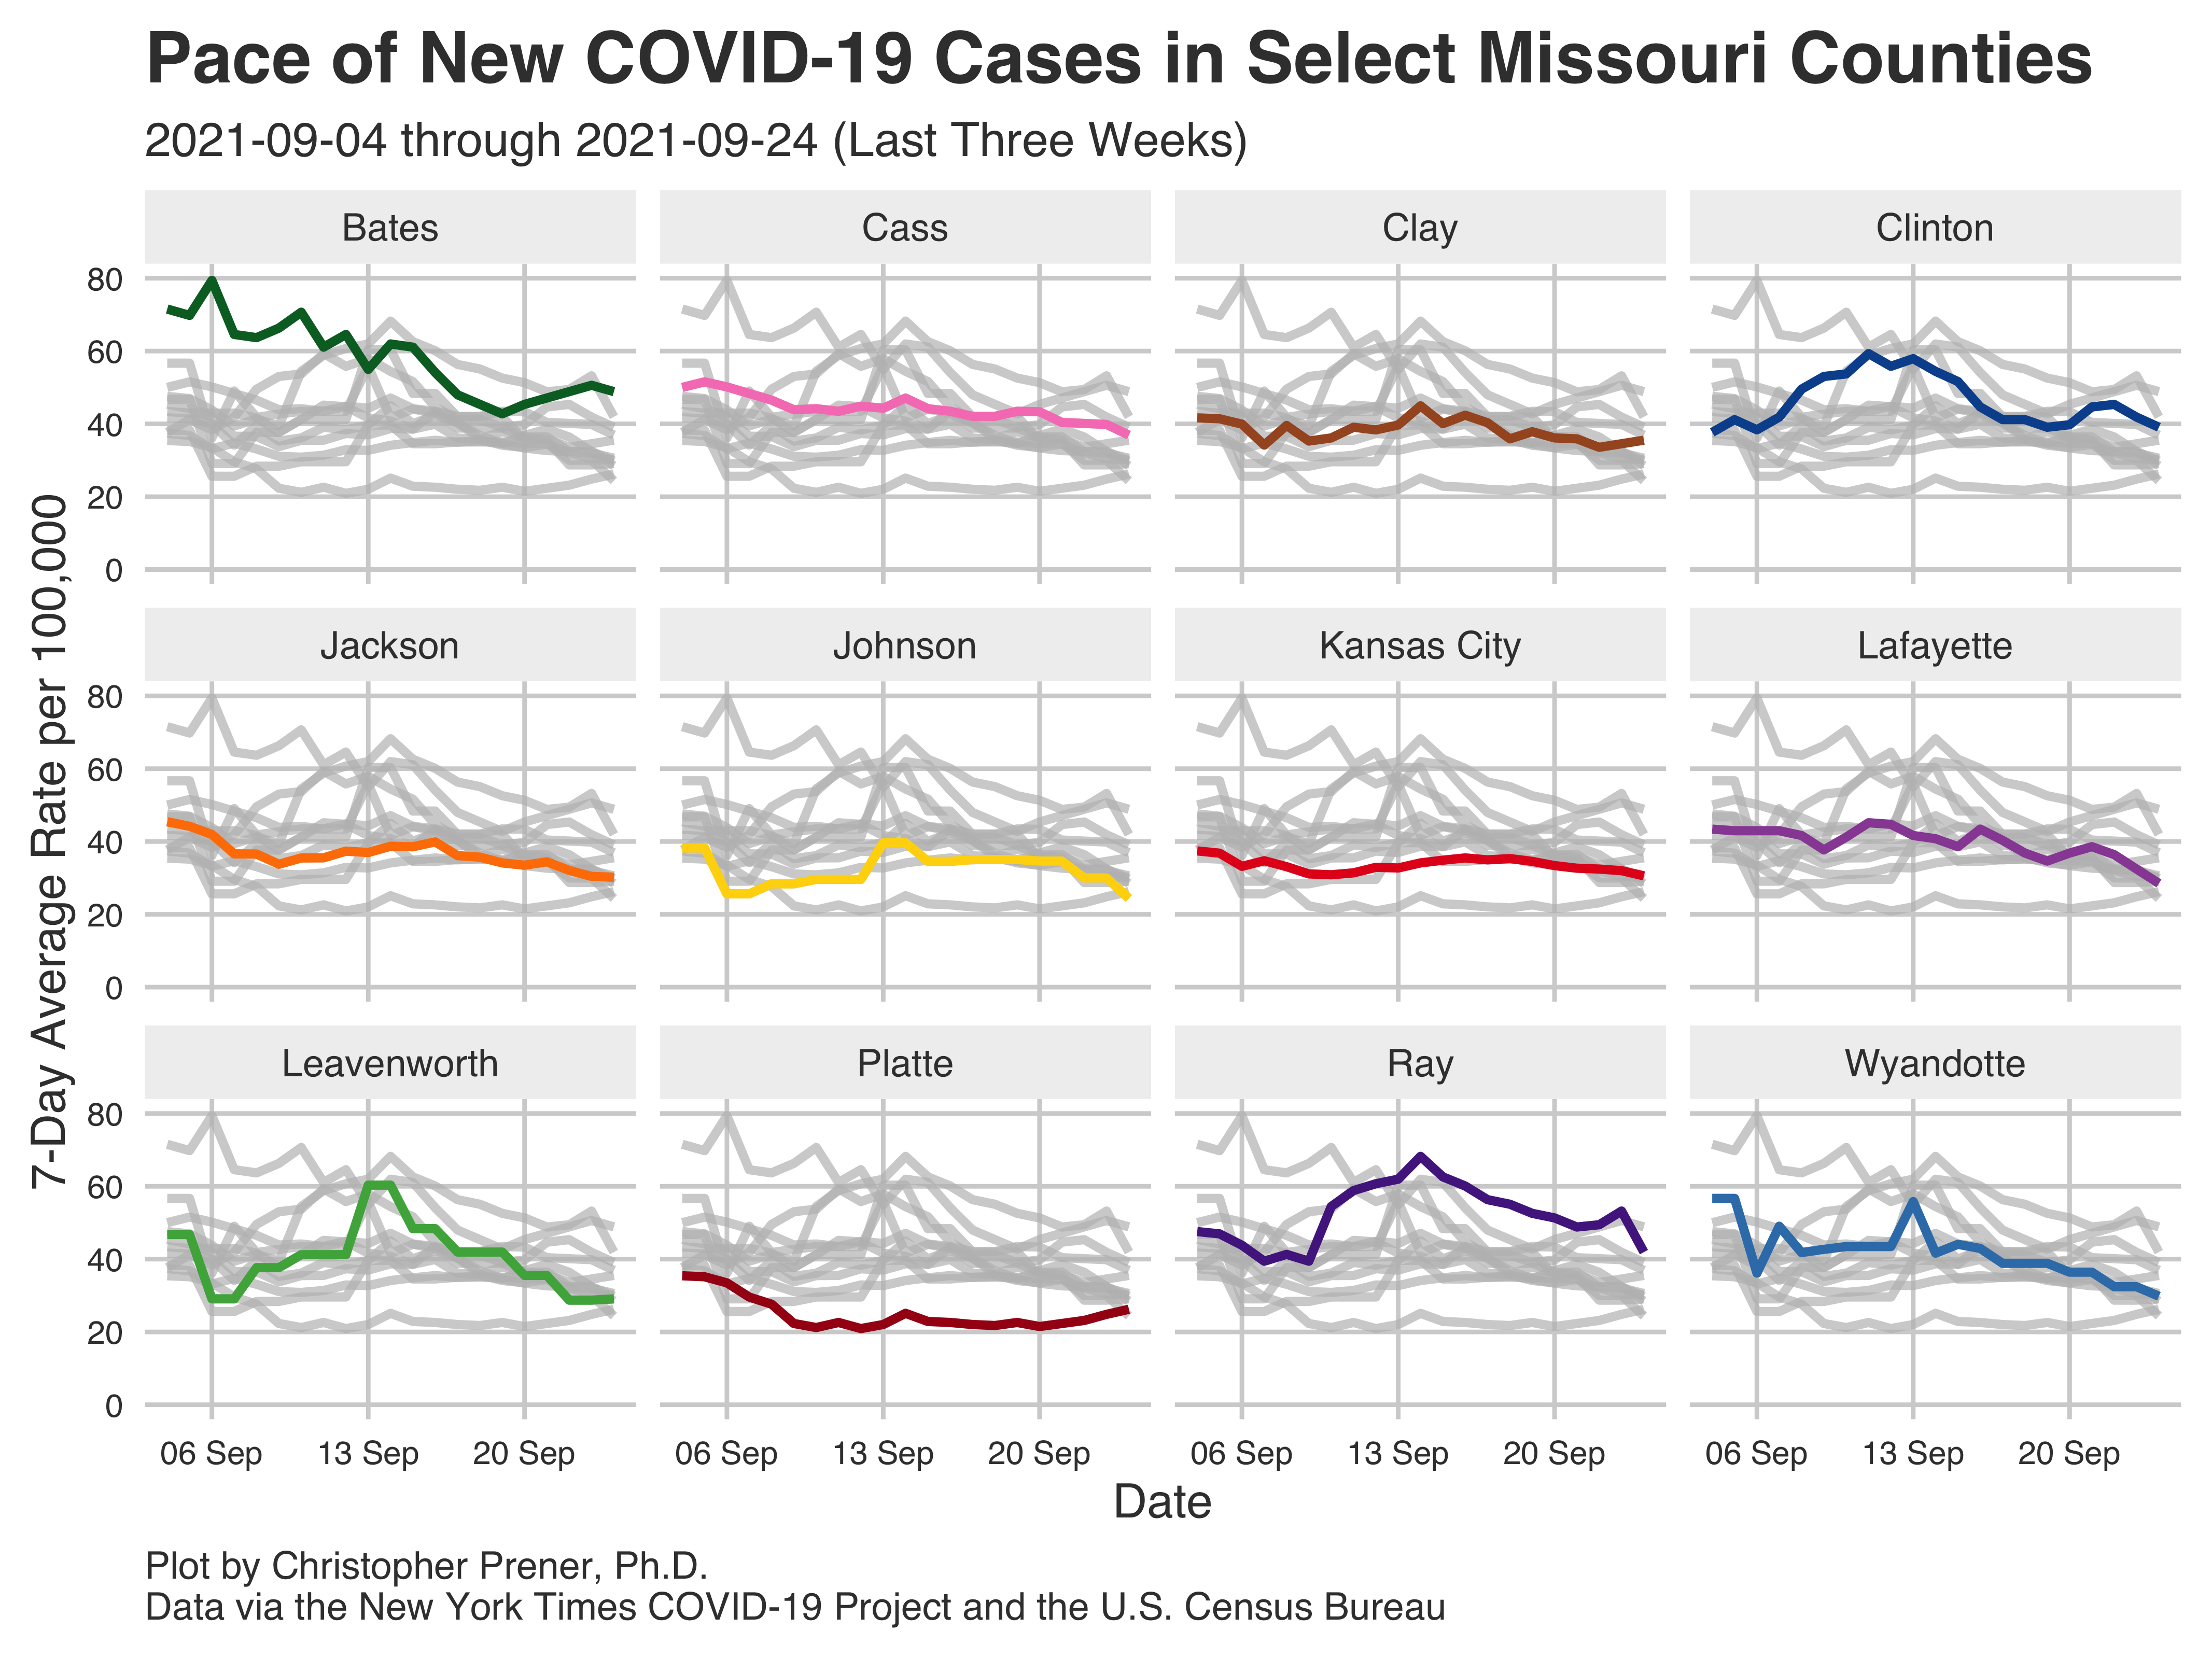 Pace of New COVID-19 Cases in Select Missouri Counties
2021-09-04 through 2021-09-24 (Last Three Weeks)
7-Day Average Rate per 100,000
Bates
Cass
Clay
Clinton
80
60
40
20
0
Jackson
Johnson
Kansas City
Lafayette
80
60
40
20
0
Leavenworth
Platte
Ray
Wyandotte
80
60
40
20
0
06 Sep 13 Sep 20 Sep
06 Sep 13 Sep 20 Sep
06 Sep 13 Sep 20 Sep
06 Sep 13 Sep 20 Sep
Date
Plot by Christopher Prener, Ph.D.
Data via the New York Times COVID-19 Project and the U.S. Census Bureau